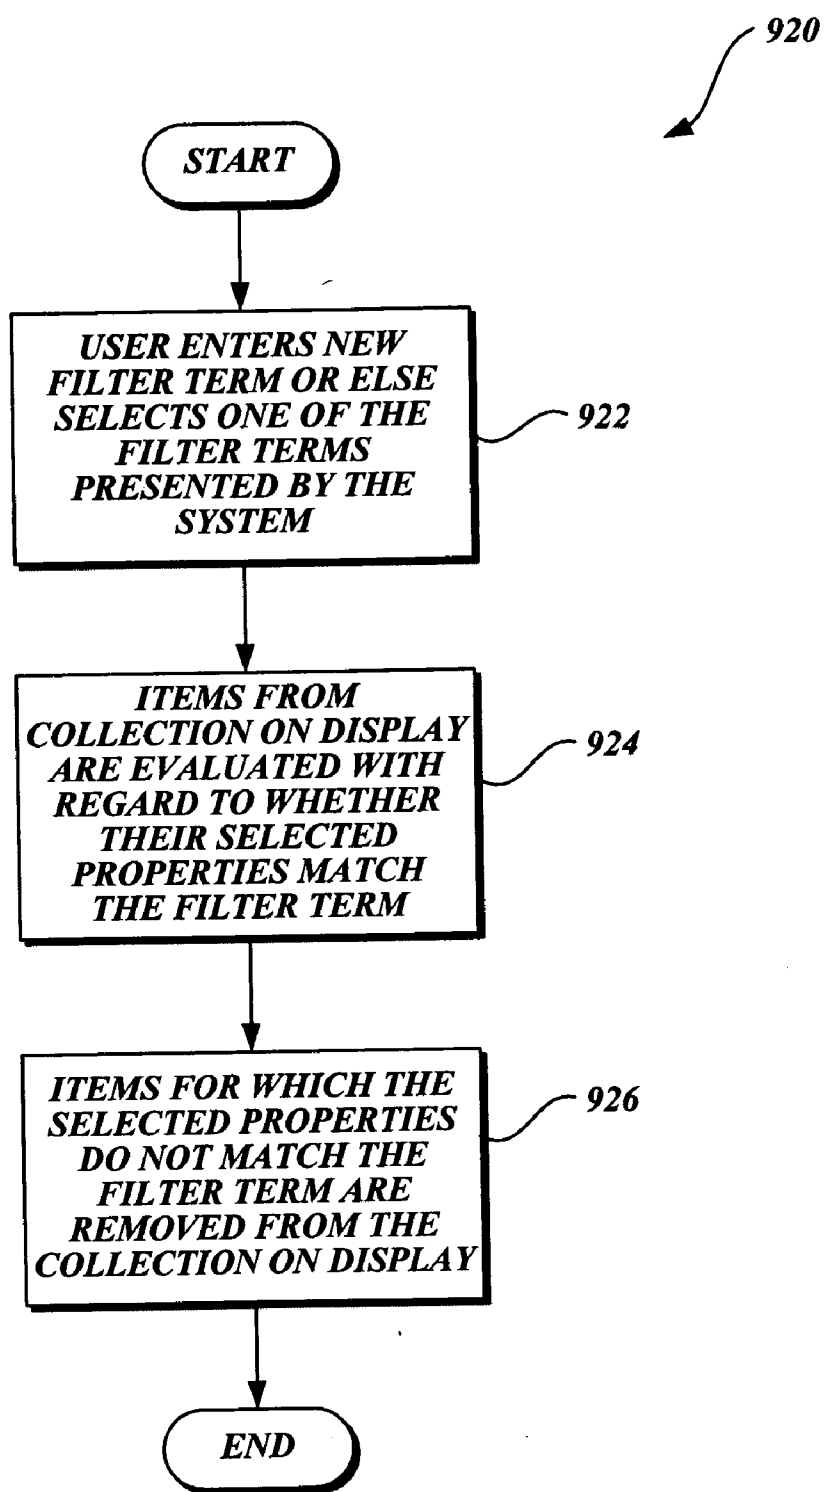 920
START
USER ENTERS NEW
FILTER TERM OR ELSE
SELECTS ONE OF THE
FILTER TERMS
PRESENTED BY THE
SYSTEM
922
ITEMS FROM
COLLECTION ON DISPLAY
ARE EVALUATED WITH
REGARD TO WHETHER
THEIR SELECTED
PROPERTIES MATCH
THE FILTER TERM
924
ITEMS FOR WHICH THE
SELECTED PROPERTIES
DO NOT MATCH THE
FILTER TERM ARE
REMOVED FROM THE
COLLECTION ON DISPLAY
926
END